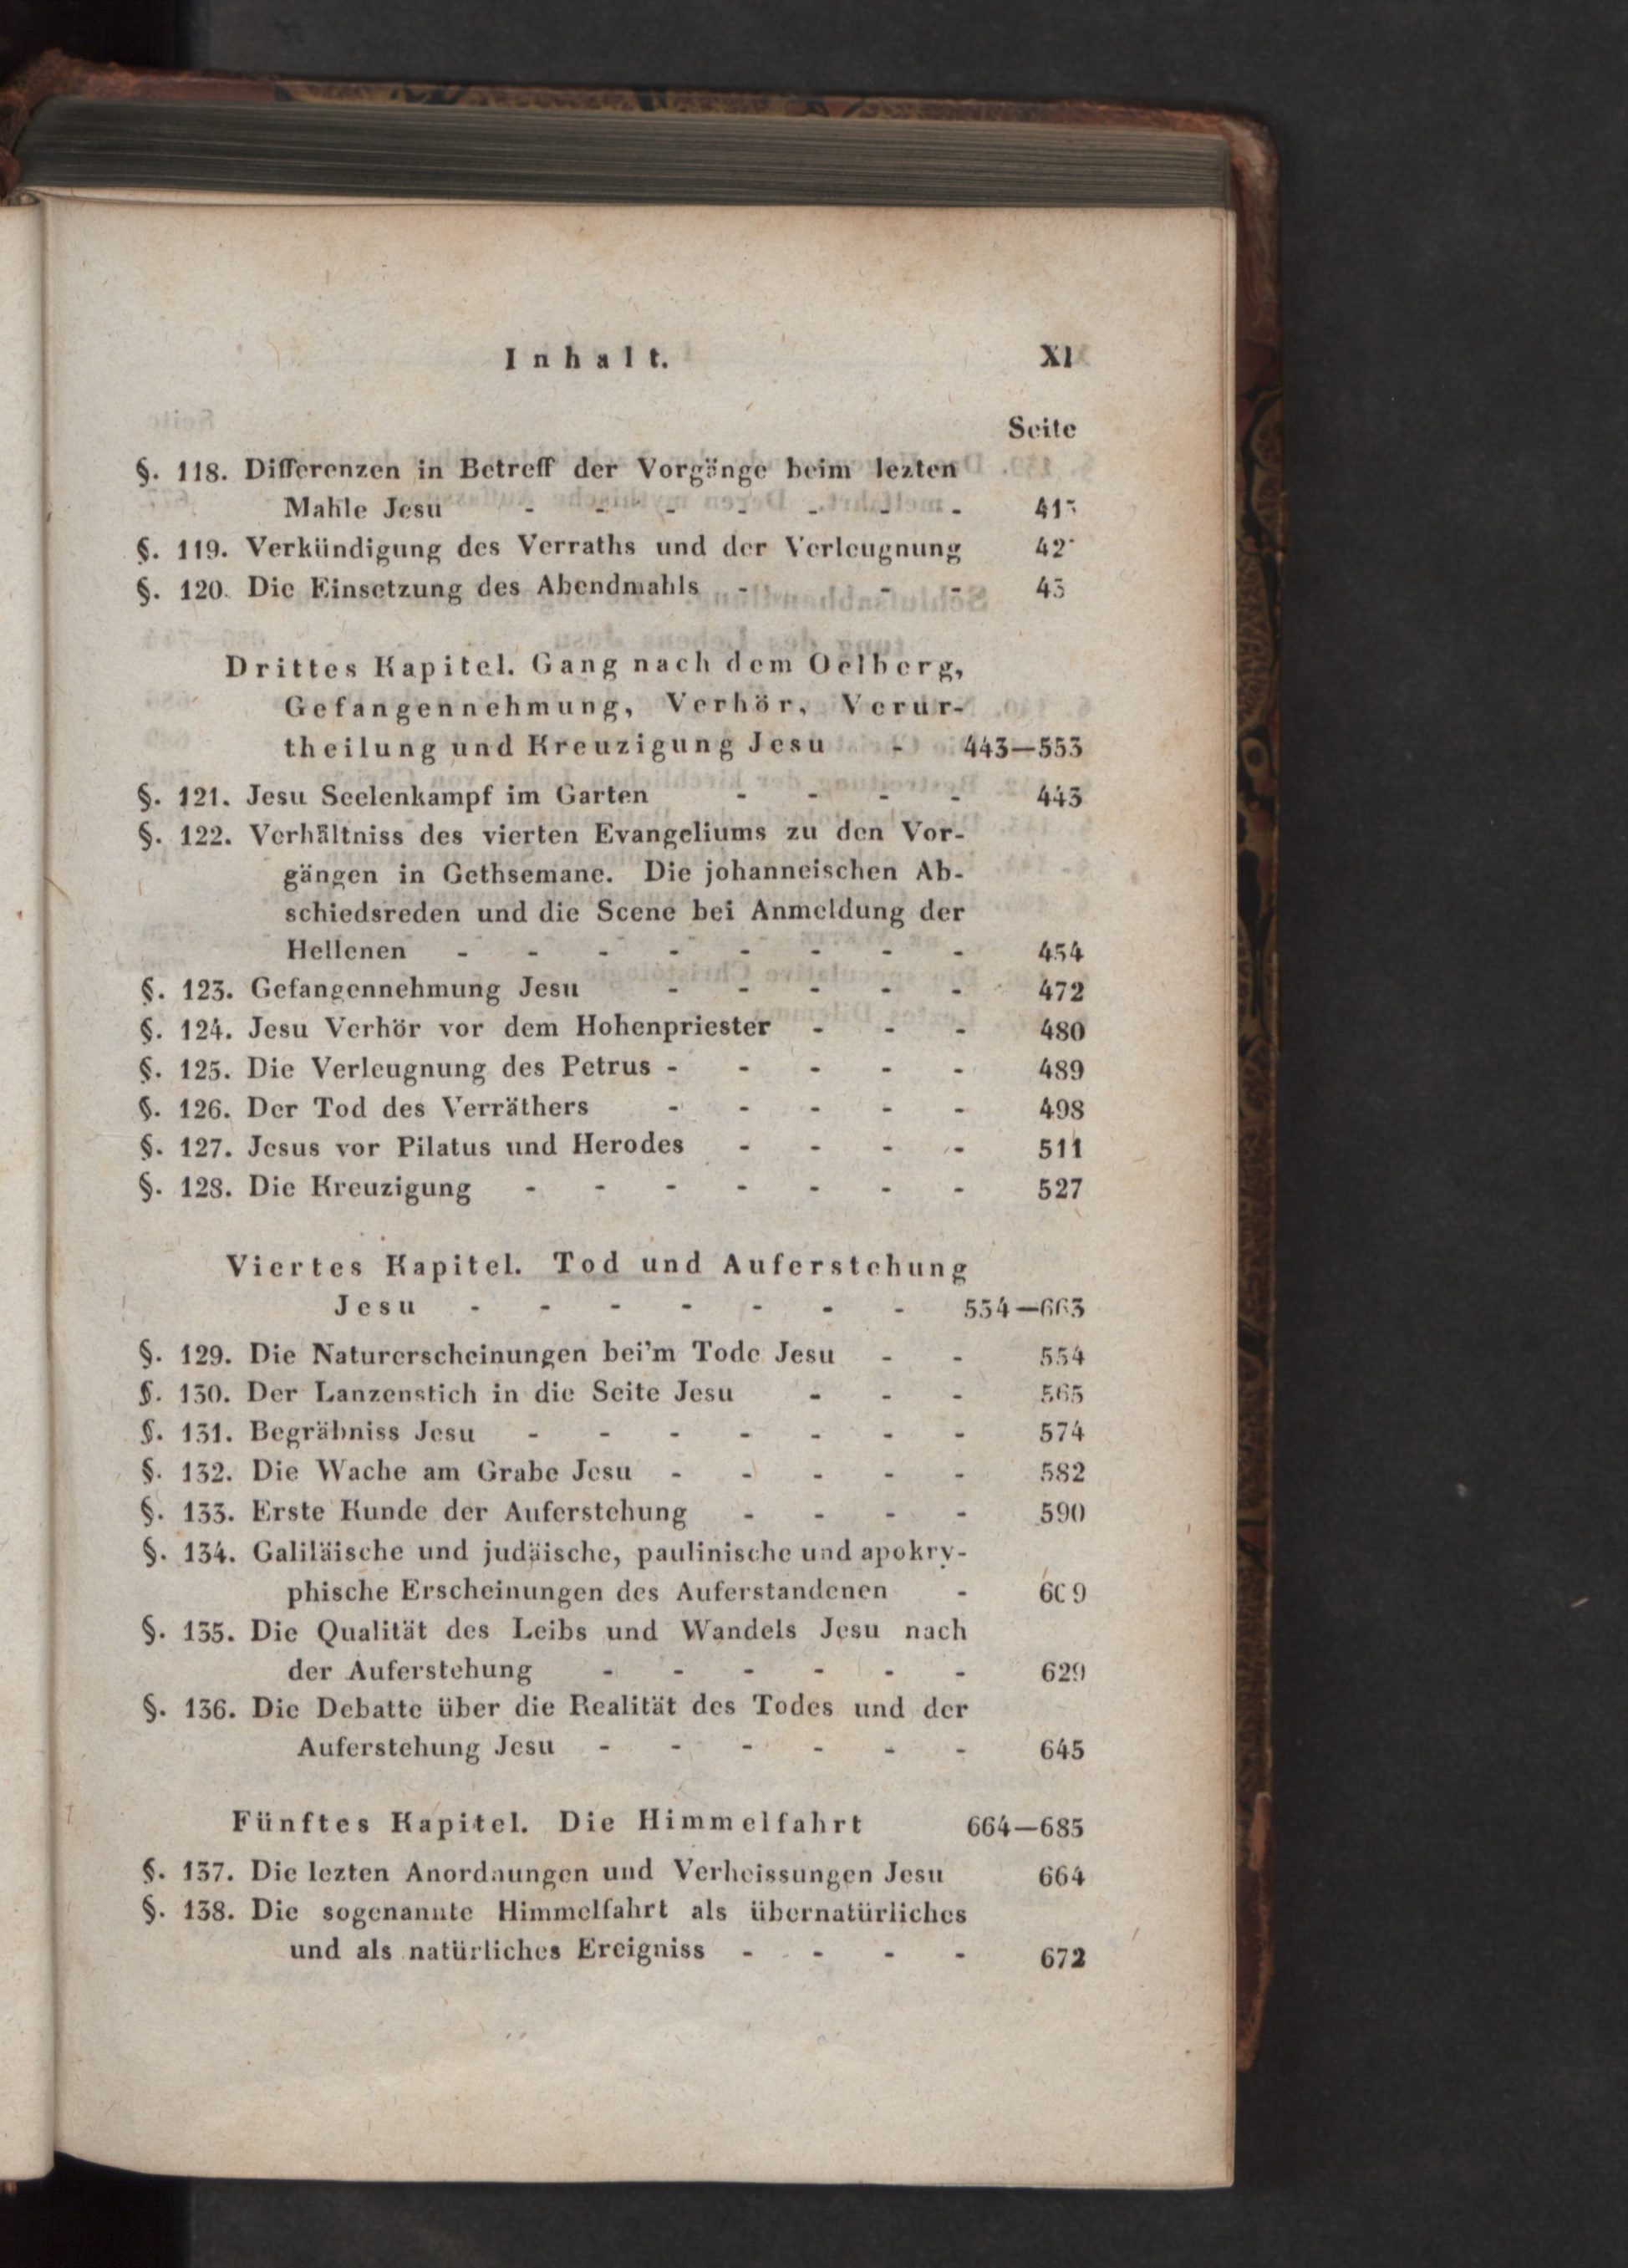 Inhalt. XI
Seite
§. 118. Differenzen in Betreff der Vorgänge beim lezten
Mahle Jesu - - - - - - - 41
§. 119. Verkündigung des Verraths und der Verleugnung 42
§. 120. Die Einsetzung des Abendmahls - - - 43
Drittes Kapitel. Gang nach dem Oelberg,
Gefangennehmung, Verhör, Verur-
theilung und Kreuzigung Jesu - 443—553
§. 121. Jesu Seelenkampf im Garten - - - - 443
§. 122. Verhältniss des vierten Evangeliums zu den Vor-
gängen in Gethsemane. Die johanneischen Ab-
schiedsreden und die Scene bei Anmeldung der
Hellenen - - - - - - - - 454
§. 123. Gefangennehmung Jesu - - - - - 472
§. 124. Jesu Verhör vor dem Hohenpriester - - - 480
§. 125. Die Verleugnung des Petrus - - - - - 489
§. 126. Der Tod des Verräthers - - - - - 498
§. 127. Jesus vor Pilatus und Herodes - - - - 511
§. 128. Die Kreuzigung - - - - - - - 527
Viertes Kapitel. Tod und Auferstehung
Jesu - - - - - - - 554—663
§. 129. Die Naturerscheinungen bei'm Tode Jesu - - 554
§. 130. Der Lanzenstich in die Seite Jesu - - - 565
§. 131. Begräbniss Jesu - - - - - - - 574
§. 132. Die Wache am Grabe Jesu - - - - - 582
§. 133. Erste Kunde der Auferstehung - - - - 590
§. 134. Galiläische und judäische, paulinische und apokry-
phische Erscheinungen des Auferstandenen - 609
§. 135. Die Qualität des Leibs und Wandels Jesu nach
der Auferstehung - - - - - - 629
§. 136. Die Debatte über die Realität des Todes und der
Auferstehung Jesu - - - - - - 645
Fünftes Kapitel. Die Himmelfahrt 664—685
§. 137. Die lezten Anordnungen und Verheissungen Jesu 664
§. 138. Die sogenannte Himmelfahrt als übernatürliches
und als natürliches Ereigniss - - - - 672